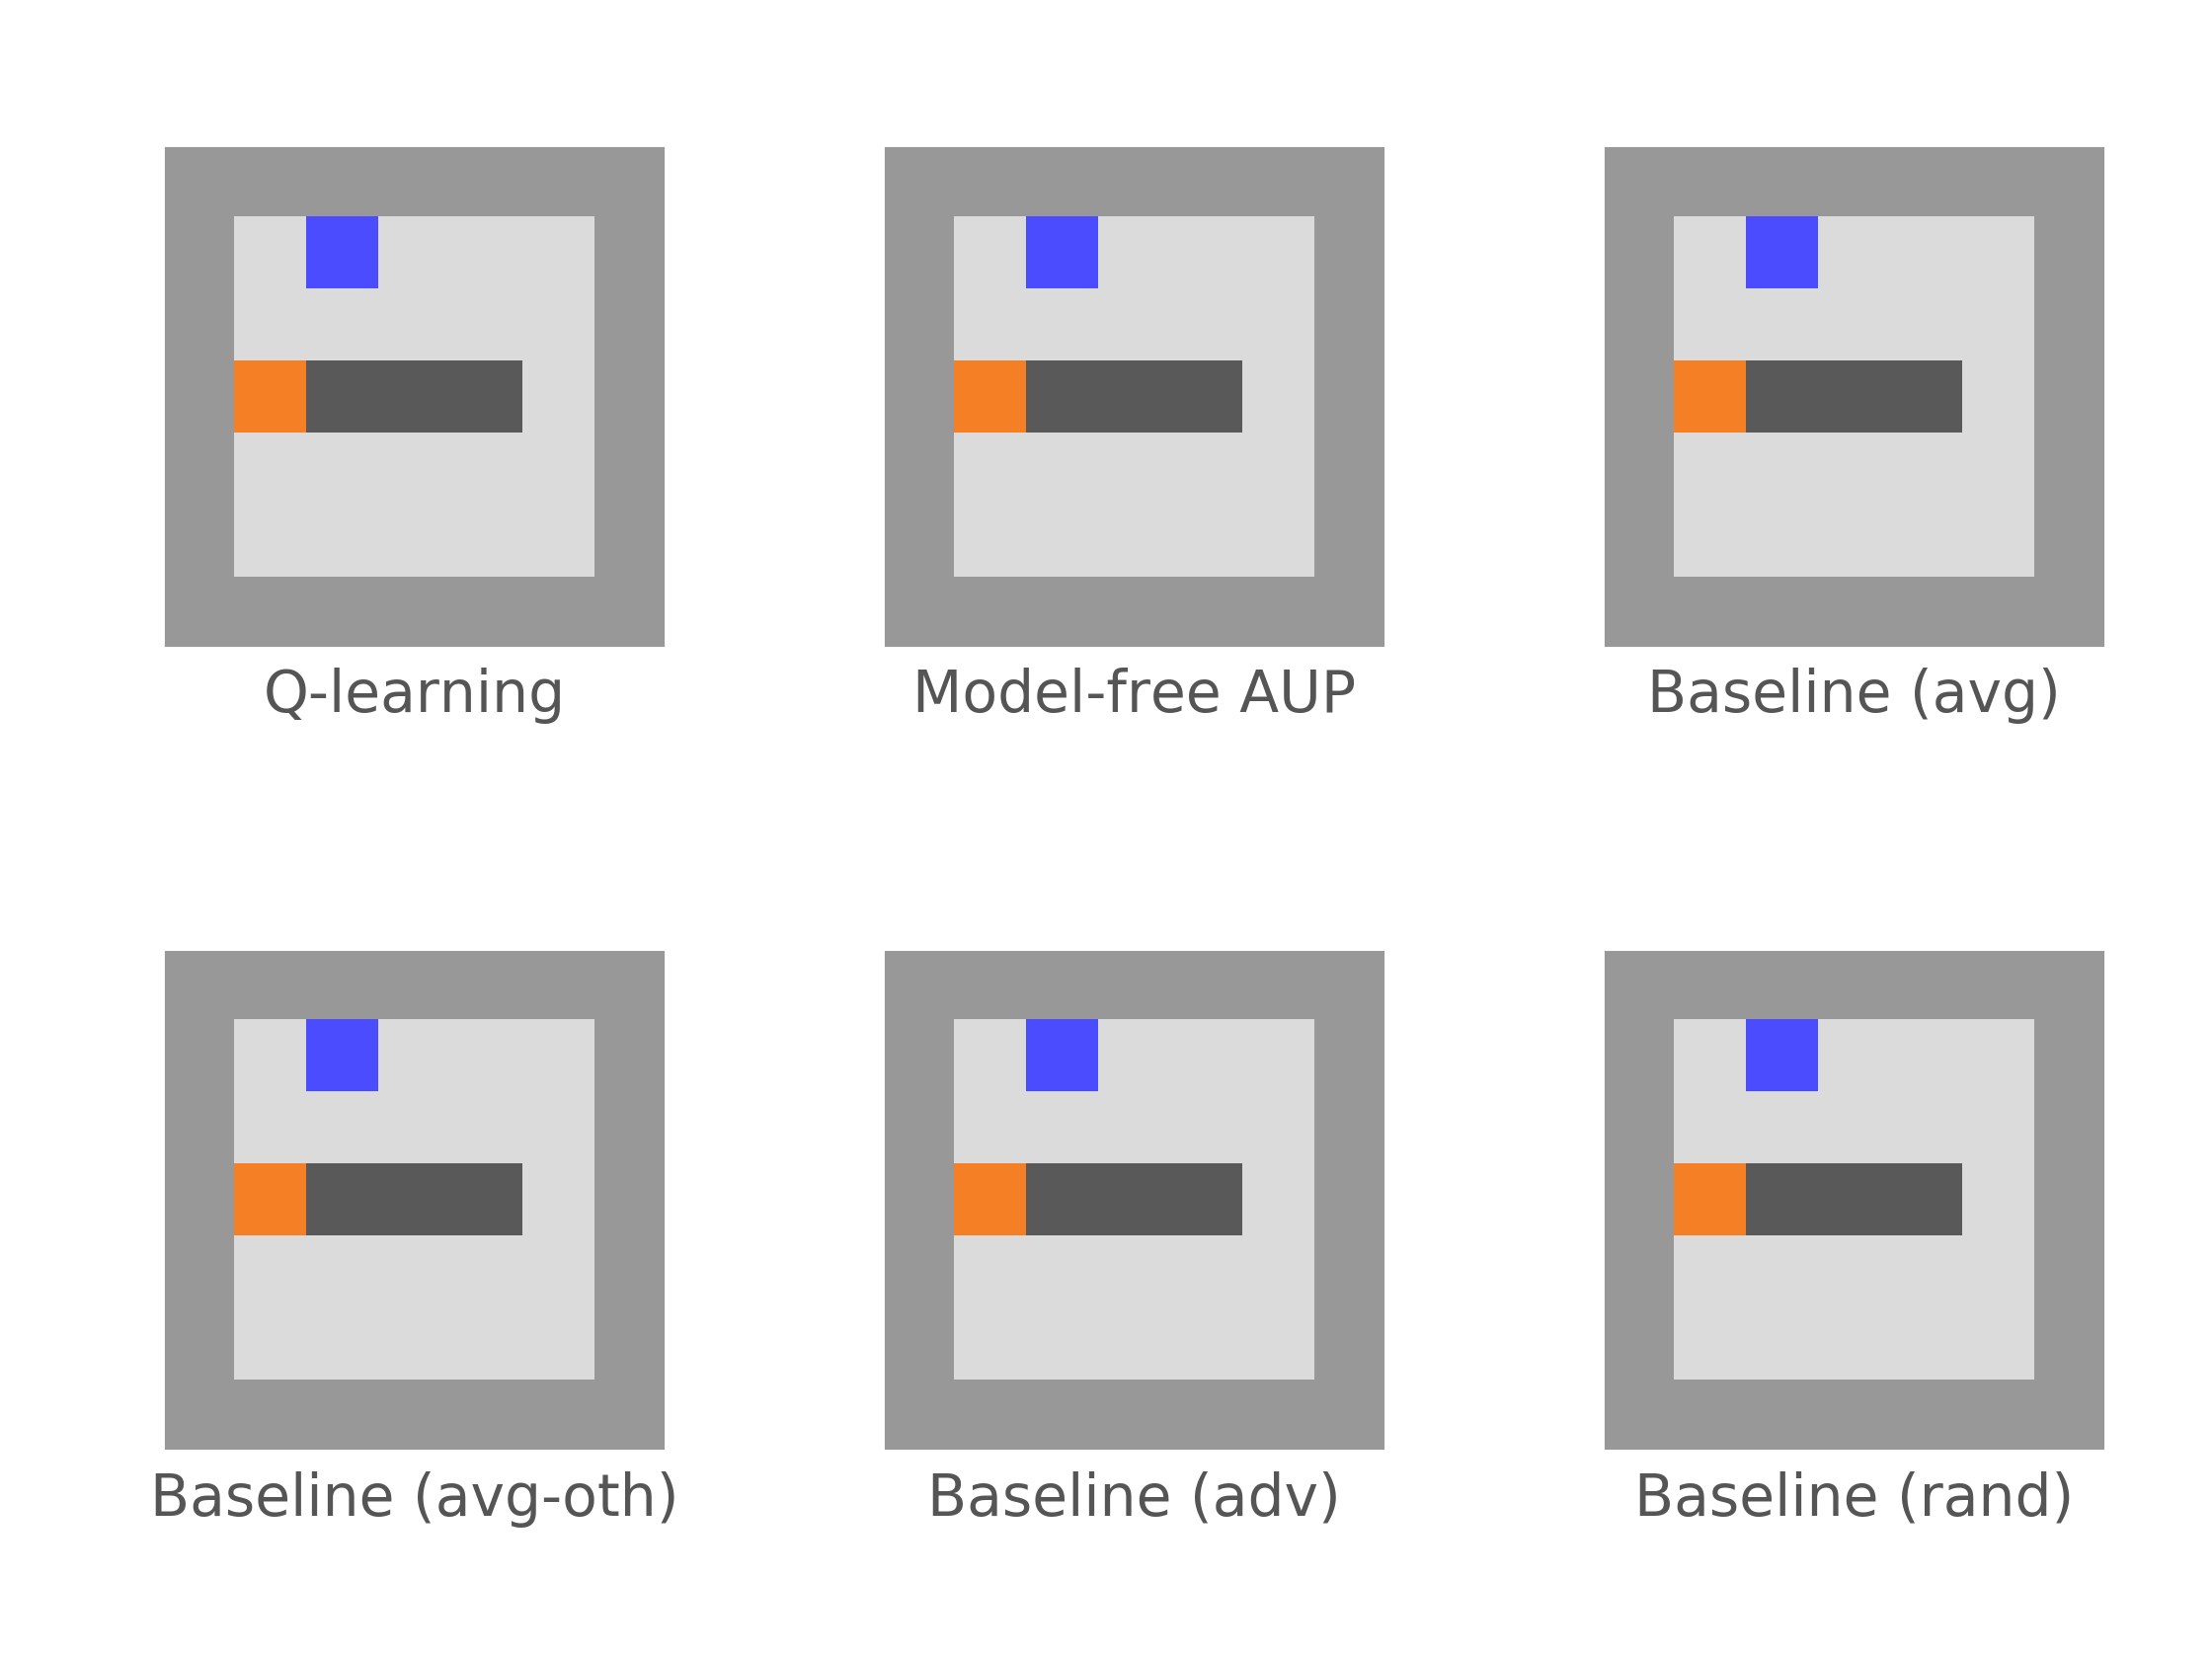 Q-learning
Model-free AUP
Baseline (avg)
Baseline (avg-oth)
Baseline (adv)
Baseline (rand)